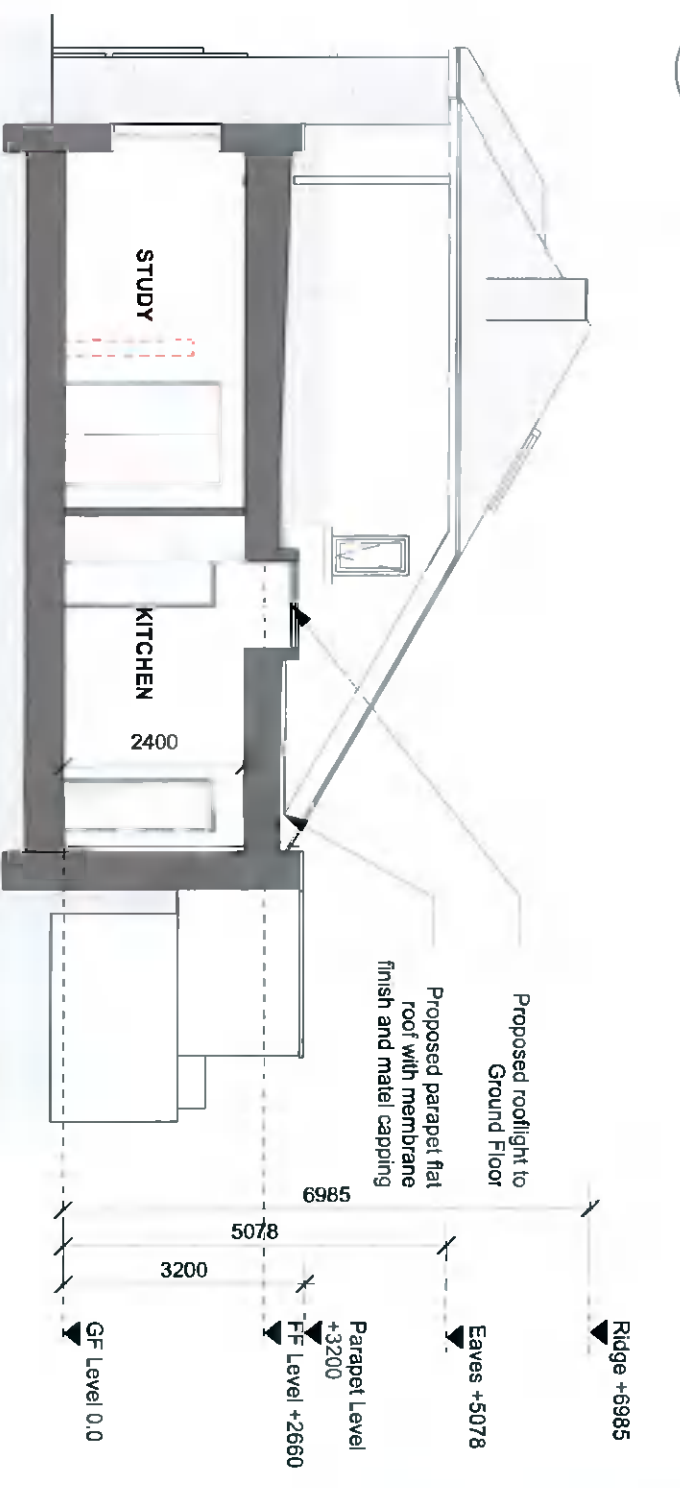 STUDY
KITCHEN
2400
Proposed rooflight to
Ground Floor
Proposed parapet flat
roof with membrane
finish and matel capping
6985
5078
3200
Ridge +6985
Eaves +5078
Parapet Level
+3200
FF Level +2660
GF Level 0.0